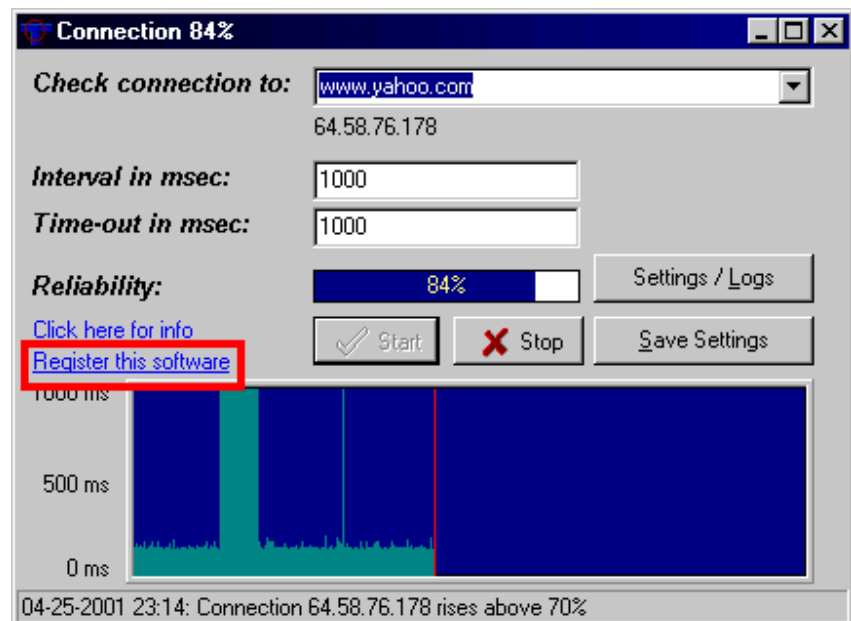 Connection 84%
Check connection to: www.yahoo.com
64.58.76.178
Interval in msec: 1000
Time-out in msec: 1000
Reliability: 84% Settings / Logs
Click here for info Start Stop Save Settings
Register this software
1000 ms
500 ms
0 ms
04-25-2001 23:14: Connection 64.58.76.178 rises above 70%